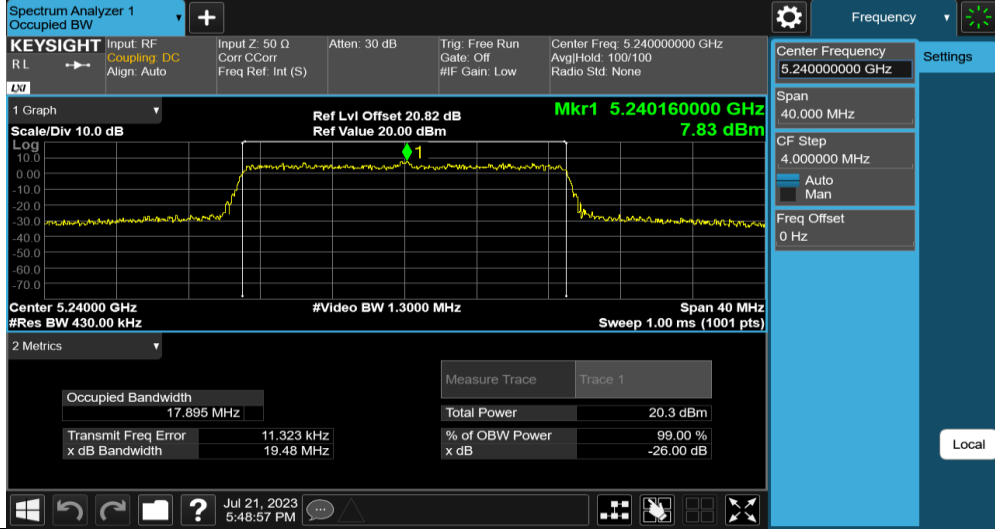 Spectrum Analyzer 1
Occupied BW
Frequency
KEYSIGHT
RL
LXI
Input: RF
Coupling: DC
Align: Auto
Input Z: 50 Ω
Corr CCorr
Freq Ref: Int (S)
Atten: 30 dB
Trig: Free Run
Gate: Off
#IF Gain: Low
Center Freq: 5.240000000 GHz
Avg|Hold: 100/100
Radio Std: None
Center Frequency
5.240000000 GHz
Settings
Span
40.000 MHz
CF Step
4.000000 MHz
Auto
Man
Freq Offset
0 Hz
Local
1 Graph
Scale/Div 10.0 dB
Ref Lvl Offset 20.82 dB
Ref Value 20.00 dBm
Mkr1 5.240160000 GHz
7.83 dBm
Log
1
10.0
0.00
-10.0
-20.0
-30.0
-40.0
-50.0
-60.0
-70.0
Center 5.24000 GHz
#Video BW 1.3000 MHz
Span 40 MHz
#Res BW 430.00 kHz
Sweep 1.00 ms (1001 pts)
2 Metrics
Measure Trace
Trace 1
Occupied Bandwidth
17.895 MHz
Total Power
20.3 dBm
Transmit Freq Error
11.323 kHz
% of OBW Power
99.00 %
x dB Bandwidth
19.48 MHz
x dB
-26.00 dB
?
Jul 21, 2023
5:48:57 PM